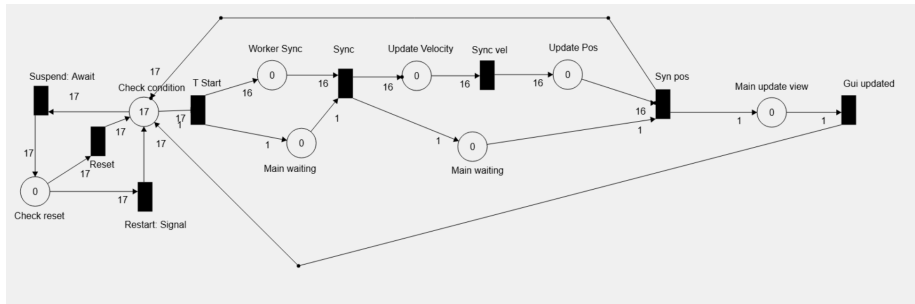 Worker Sync
Sync
Update Velocity
Sync vel
Update Pos
Suspend: Await
17
17
Check condition
T Start
Syn pos
Main update view
Gui updated
0
0
0
16
16
16
16
16
16
17
17
17
1
0
1
1
17
1
0
1
0
1
1
17
Reset
Main waiting
Main waiting
17
0
17
Check reset
Restart: Signal